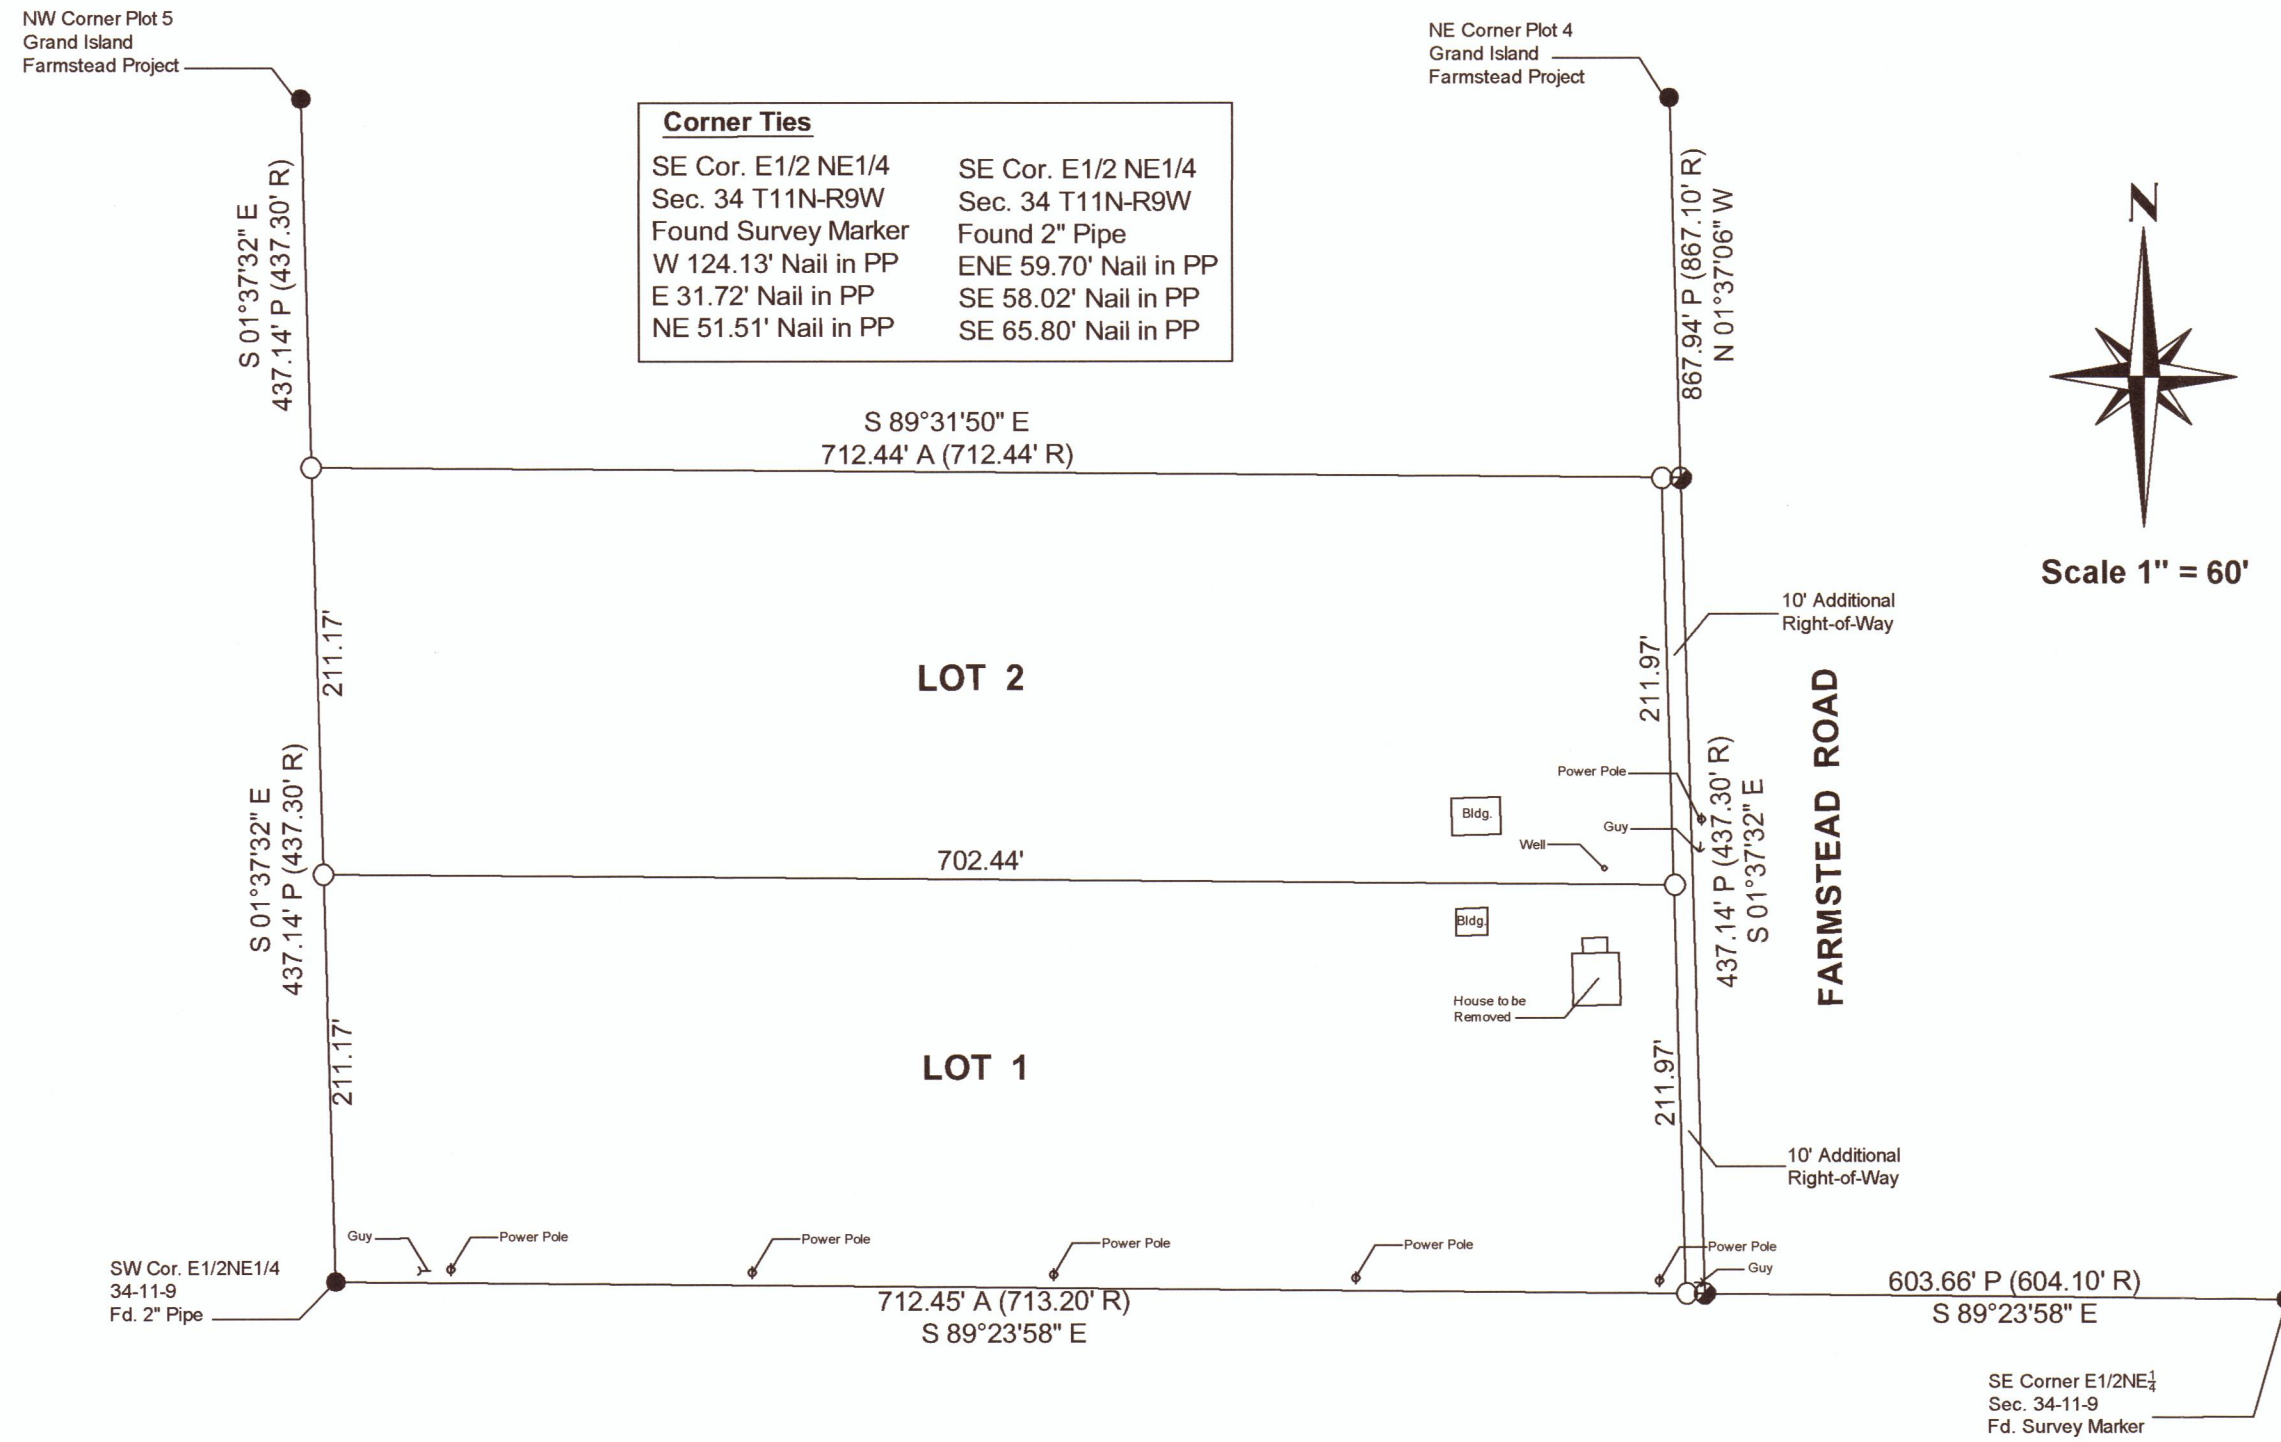 NW Corner Plot 5
Grand Island
Farmstead Project
NE Corner Plot 4
Grand Island
Farmstead Project
Corner Ties
SE Cor. E1/2 NE1/4
Sec. 34 T11N-R9W
Found Survey Marker
W 124.13' Nail in PP
E 31.72' Nail in PP
NE 51.51' Nail in PP
SE Cor. E1/2 NE1/4
Sec. 34 T11N-R9W
Found 2" Pipe
ENE 59.70' Nail in PP
SE 58.02' Nail in PP
SE 65.80' Nail in PP
S 01°37'32" E
437.14' P (437.30' R)
867.94' P (867.10' R)
N 01°37'06" W
N
Scale 1" = 60'
S 89°31'50" E
712.44' A (712.44' R)
211.17'
LOT 2
211.97'
10' Additional
Right-of-Way
FARMSTEAD ROAD
S 01°37'32" E
437.14' P (437.30' R)
Power Pole
Guy
Bldg.
Well
437.14' P (437.30' R)
S 01°37'32" E
702.44'
Bldg.
House to be
Removed
211.17'
LOT 1
211.97'
10' Additional
Right-of-Way
Guy
Power Pole
Power Pole
Power Pole
Power Pole
Power Pole
Guy
SW Cor. E1/2NE1/4
34-11-9
Fd. 2" Pipe
712.45' A (713.20' R)
S 89°23'58" E
603.66' P (604.10' R)
S 89°23'58" E
SE Corner E1/2NE1/4
Sec. 34-11-9
Fd. Survey Marker